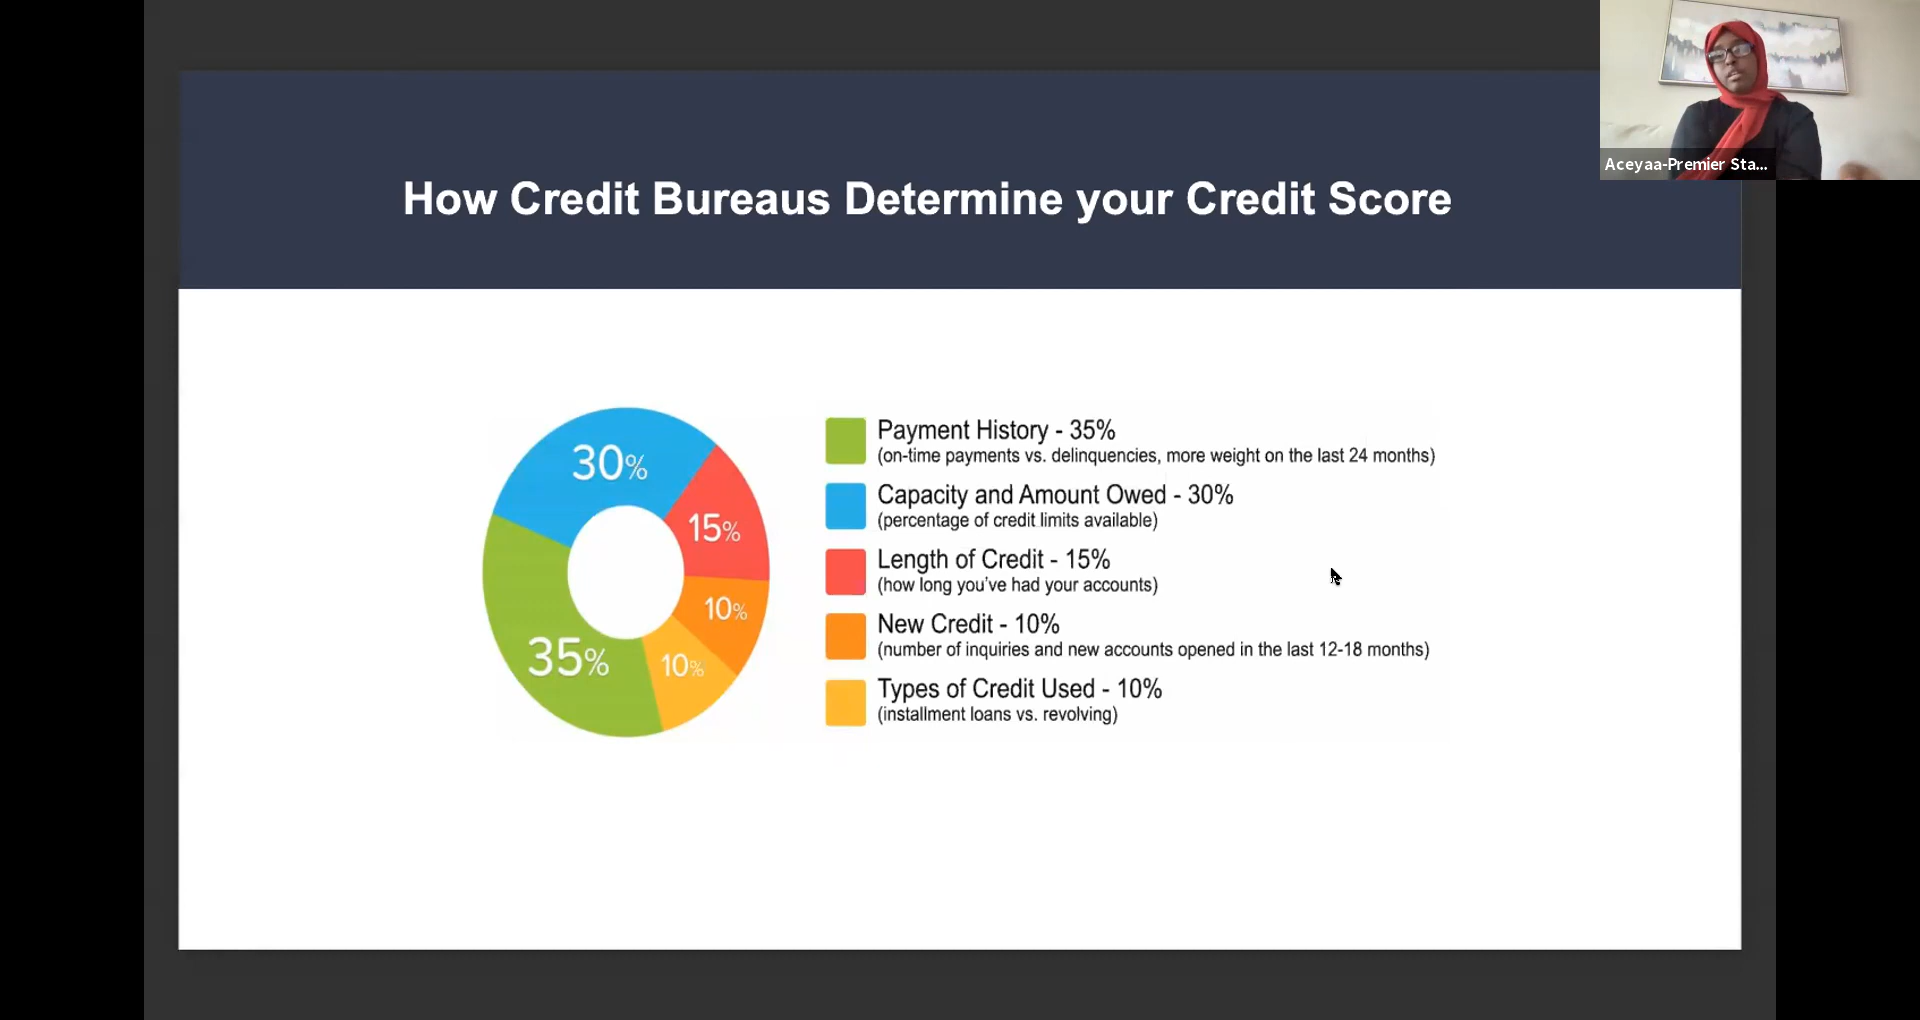 Aceyaa-Premier Sta...
How Credit Bureaus Determine your Credit Score
30%
15%
10%
10%
35%
Payment History - 35%
(on-time payments vs. delinquencies, more weight on the last 24 months)
Capacity and Amount Owed - 30%
(percentage of credit limits available)
Length of Credit - 15%
(how long you've had your accounts)
New Credit - 10%
(number of inquiries and new accounts opened in the last 12-18 months)
Types of Credit Used - 10%
(installment loans vs. revolving)